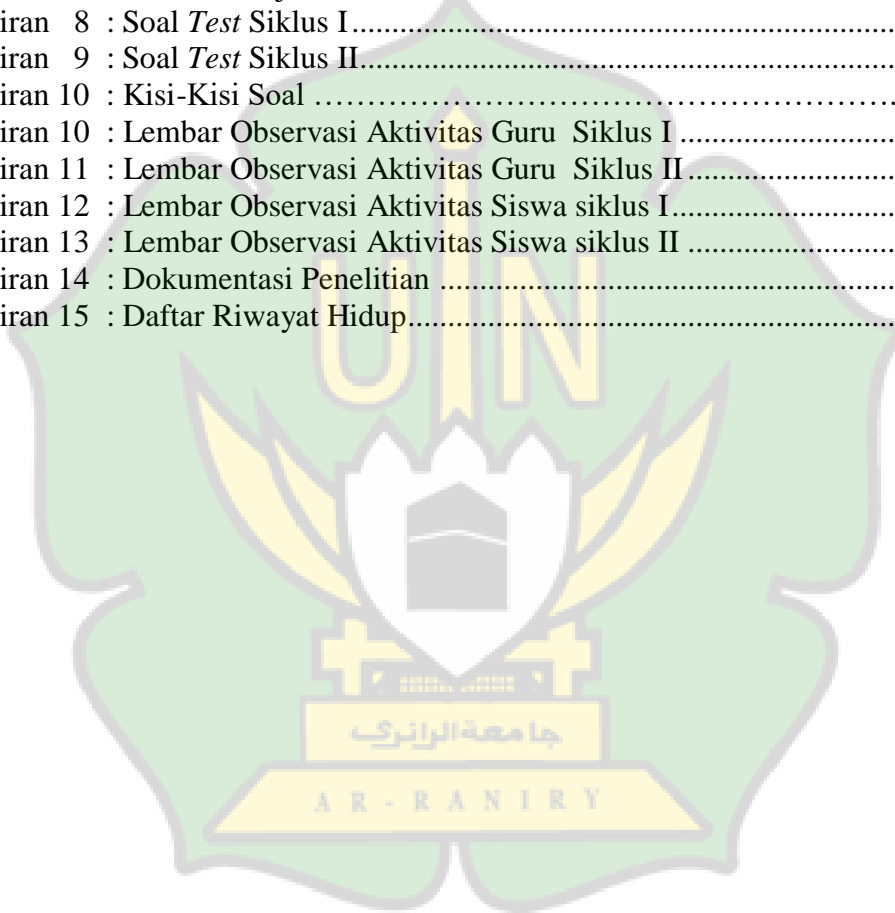 iran 8 : Soal Test Siklus I....................................................................
iran 9 : Soal Test Siklus II...................................................................
iran 10 : Kisi-Kisi Soal ……………………………………………………
iran 10 : Lembar Observasi Aktivitas Guru Siklus I ...........................
iran 11 : Lembar Observasi Aktivitas Guru Siklus II..........................
iran 12 : Lembar Observasi Aktivitas Siswa siklus I............................
iran 13 : Lembar Observasi Aktivitas Siswa siklus II ..........................
iran 14 : Dokumentasi Penelitian .........................................................
iran 15 : Daftar Riwayat Hidup.............................................................
UIN
جامعةالرانري
AR-RANIRY